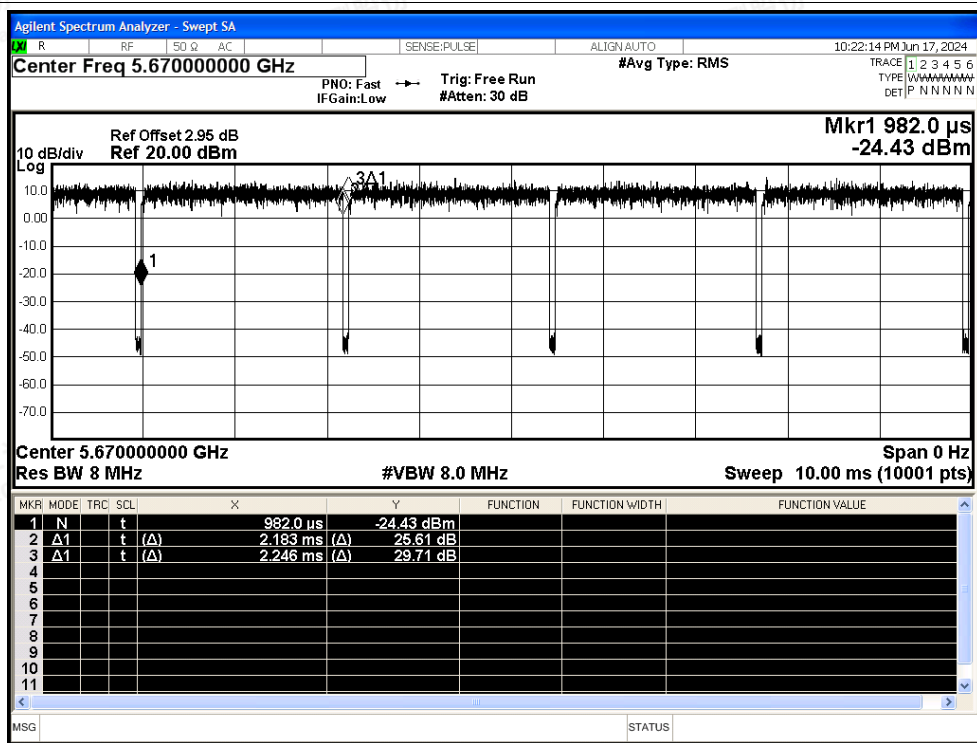 Agilent Spectrum Analyzer - Swept SA
LXI R RF 50 Ω AC SENSE:PULSE ALIGN AUTO 10:22:14 PM Jun 17, 2024
Center Freq 5.670000000 GHz #Avg Type: RMS TRACE 1 2 3 4 5 6
PNO: Fast Trig: Free Run TYPE W
IFGain:Low #Atten: 30 dB DET P N N N N N
Mkr1 982.0 µs
Ref Offset 2.95 dB
10 dB/div Ref 20.00 dBm -24.43 dBm
Log
3Δ1
10.0
0.00
-10.0
1
-20.0
-30.0
-40.0
-50.0
-60.0
-70.0
Center 5.670000000 GHz Span 0 Hz
Res BW 8 MHz #VBW 8.0 MHz Sweep 10.00 ms (10001 pts)
MKR MODE TRC SCL X Y FUNCTION FUNCTION WIDTH FUNCTION VALUE
1 N t 982.0 µs -24.43 dBm
2 Δ1 t (Δ) 2.183 ms (Δ) 25.61 dB
3 Δ1 t (Δ) 2.246 ms (Δ) 29.71 dB
4
5
6
7
8
9
10
11
MSG STATUS